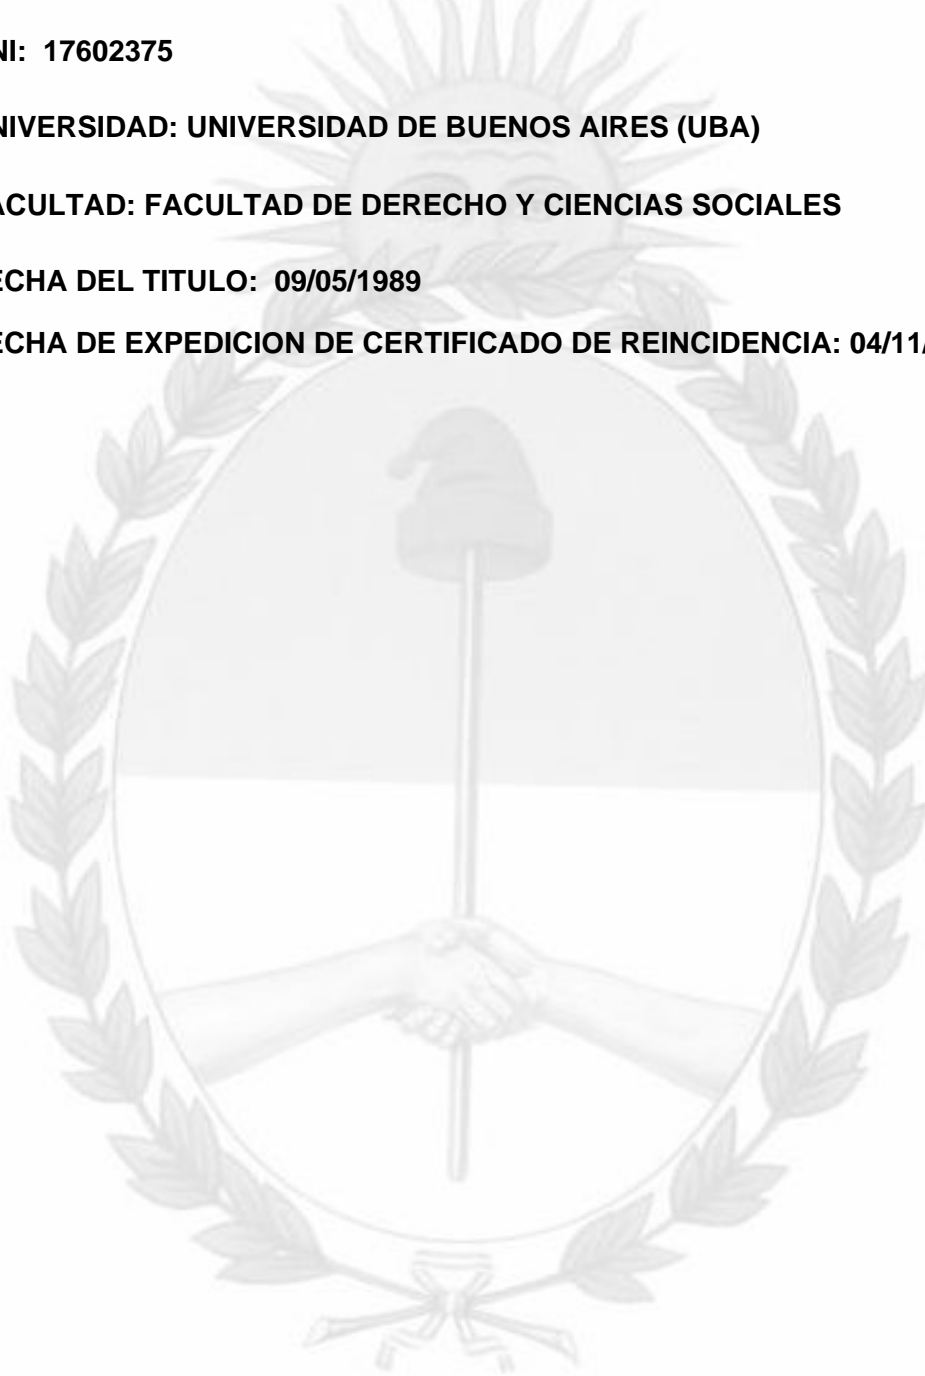 NI: 17602375
NIVERSIDAD: UNIVERSIDAD DE BUENOS AIRES (UBA)
ACULTAD: FACULTAD DE DERECHO Y CIENCIAS SOCIALES
ECHA DEL TITULO: 09/05/1989
ECHA DE EXPEDICION DE CERTIFICADO DE REINCIDENCIA: 04/11/